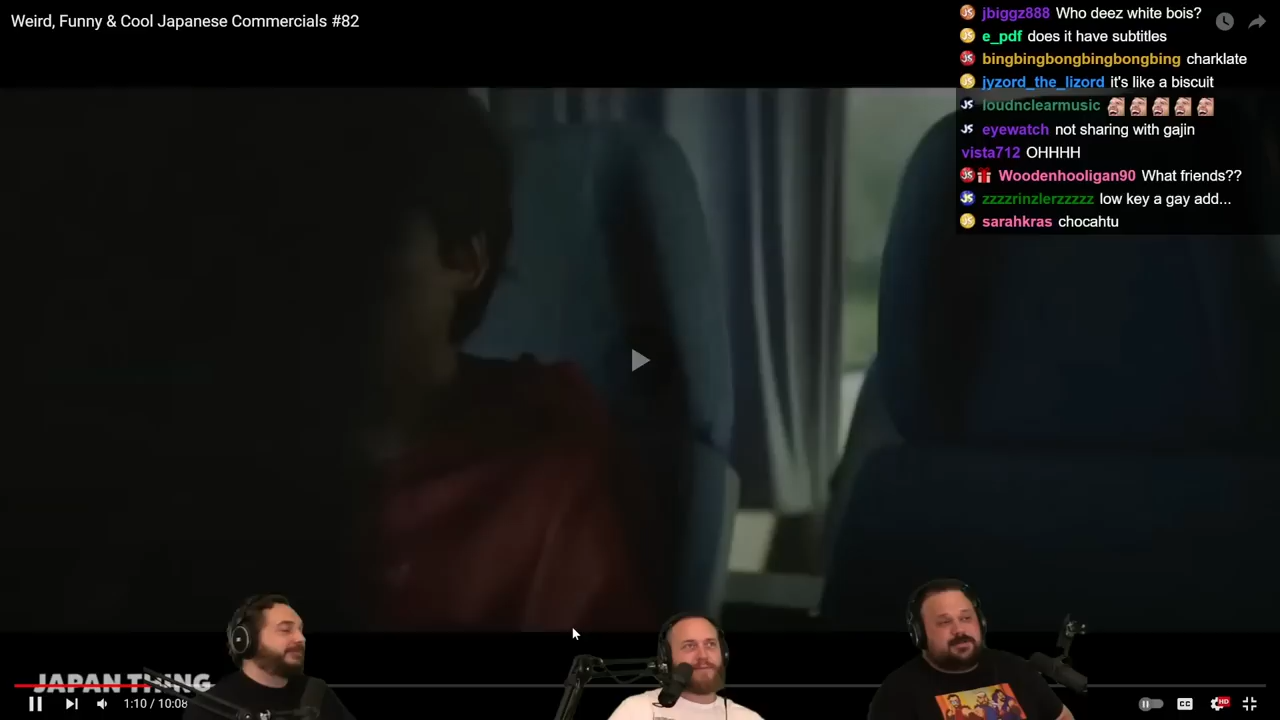 Weird, Funny & Cool Japanese Commercials #82
jbiggz888 Who deez white bois?
e_pdf does it have subtitles
bingbingbongbingbongbing charklate
jyzord_the_lizord it's like a biscuit
loudnclearmusic
eyewatch not sharing with gajin
vista712 OHHHH
Woodenhooligan90 What friends??
zzzzrinzlerzzzzz low key a gay add...
sarahkras chocahtu
JAPAN THING
1:10 / 10:08
CC
HD